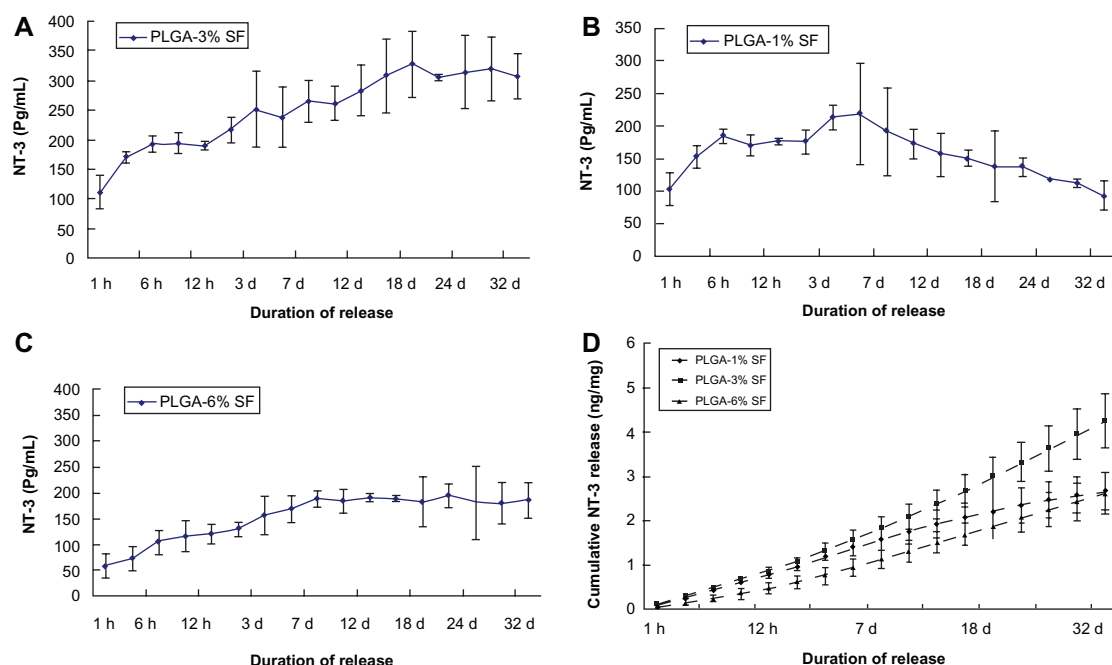 A
PLGA-3% SF
NT-3 (Pg/mL)
400
350
300
250
200
150
100
50
0
1 h 6 h 12 h 3 d 7 d 12 d 18 d 24 d 32 d
Duration of release
B
PLGA-1% SF
NT-3 (Pg/mL)
350
300
250
200
150
100
50
0
1 h 6 h 12 h 3 d 7 d 12 d 18 d 24 d 32 d
Duration of release
C
PLGA-6% SF
NT-3 (Pg/mL)
400
350
300
250
200
150
100
50
0
1 h 6 h 12 h 3 d 7 d 12 d 18 d 24 d 32 d
Duration of release
D
PLGA-1% SF
PLGA-3% SF
PLGA-6% SF
Cumulative NT-3 release (ng/mg)
6
5
4
3
2
1
0
1 h 12 h 7 d 18 d 32 d
Duration of release